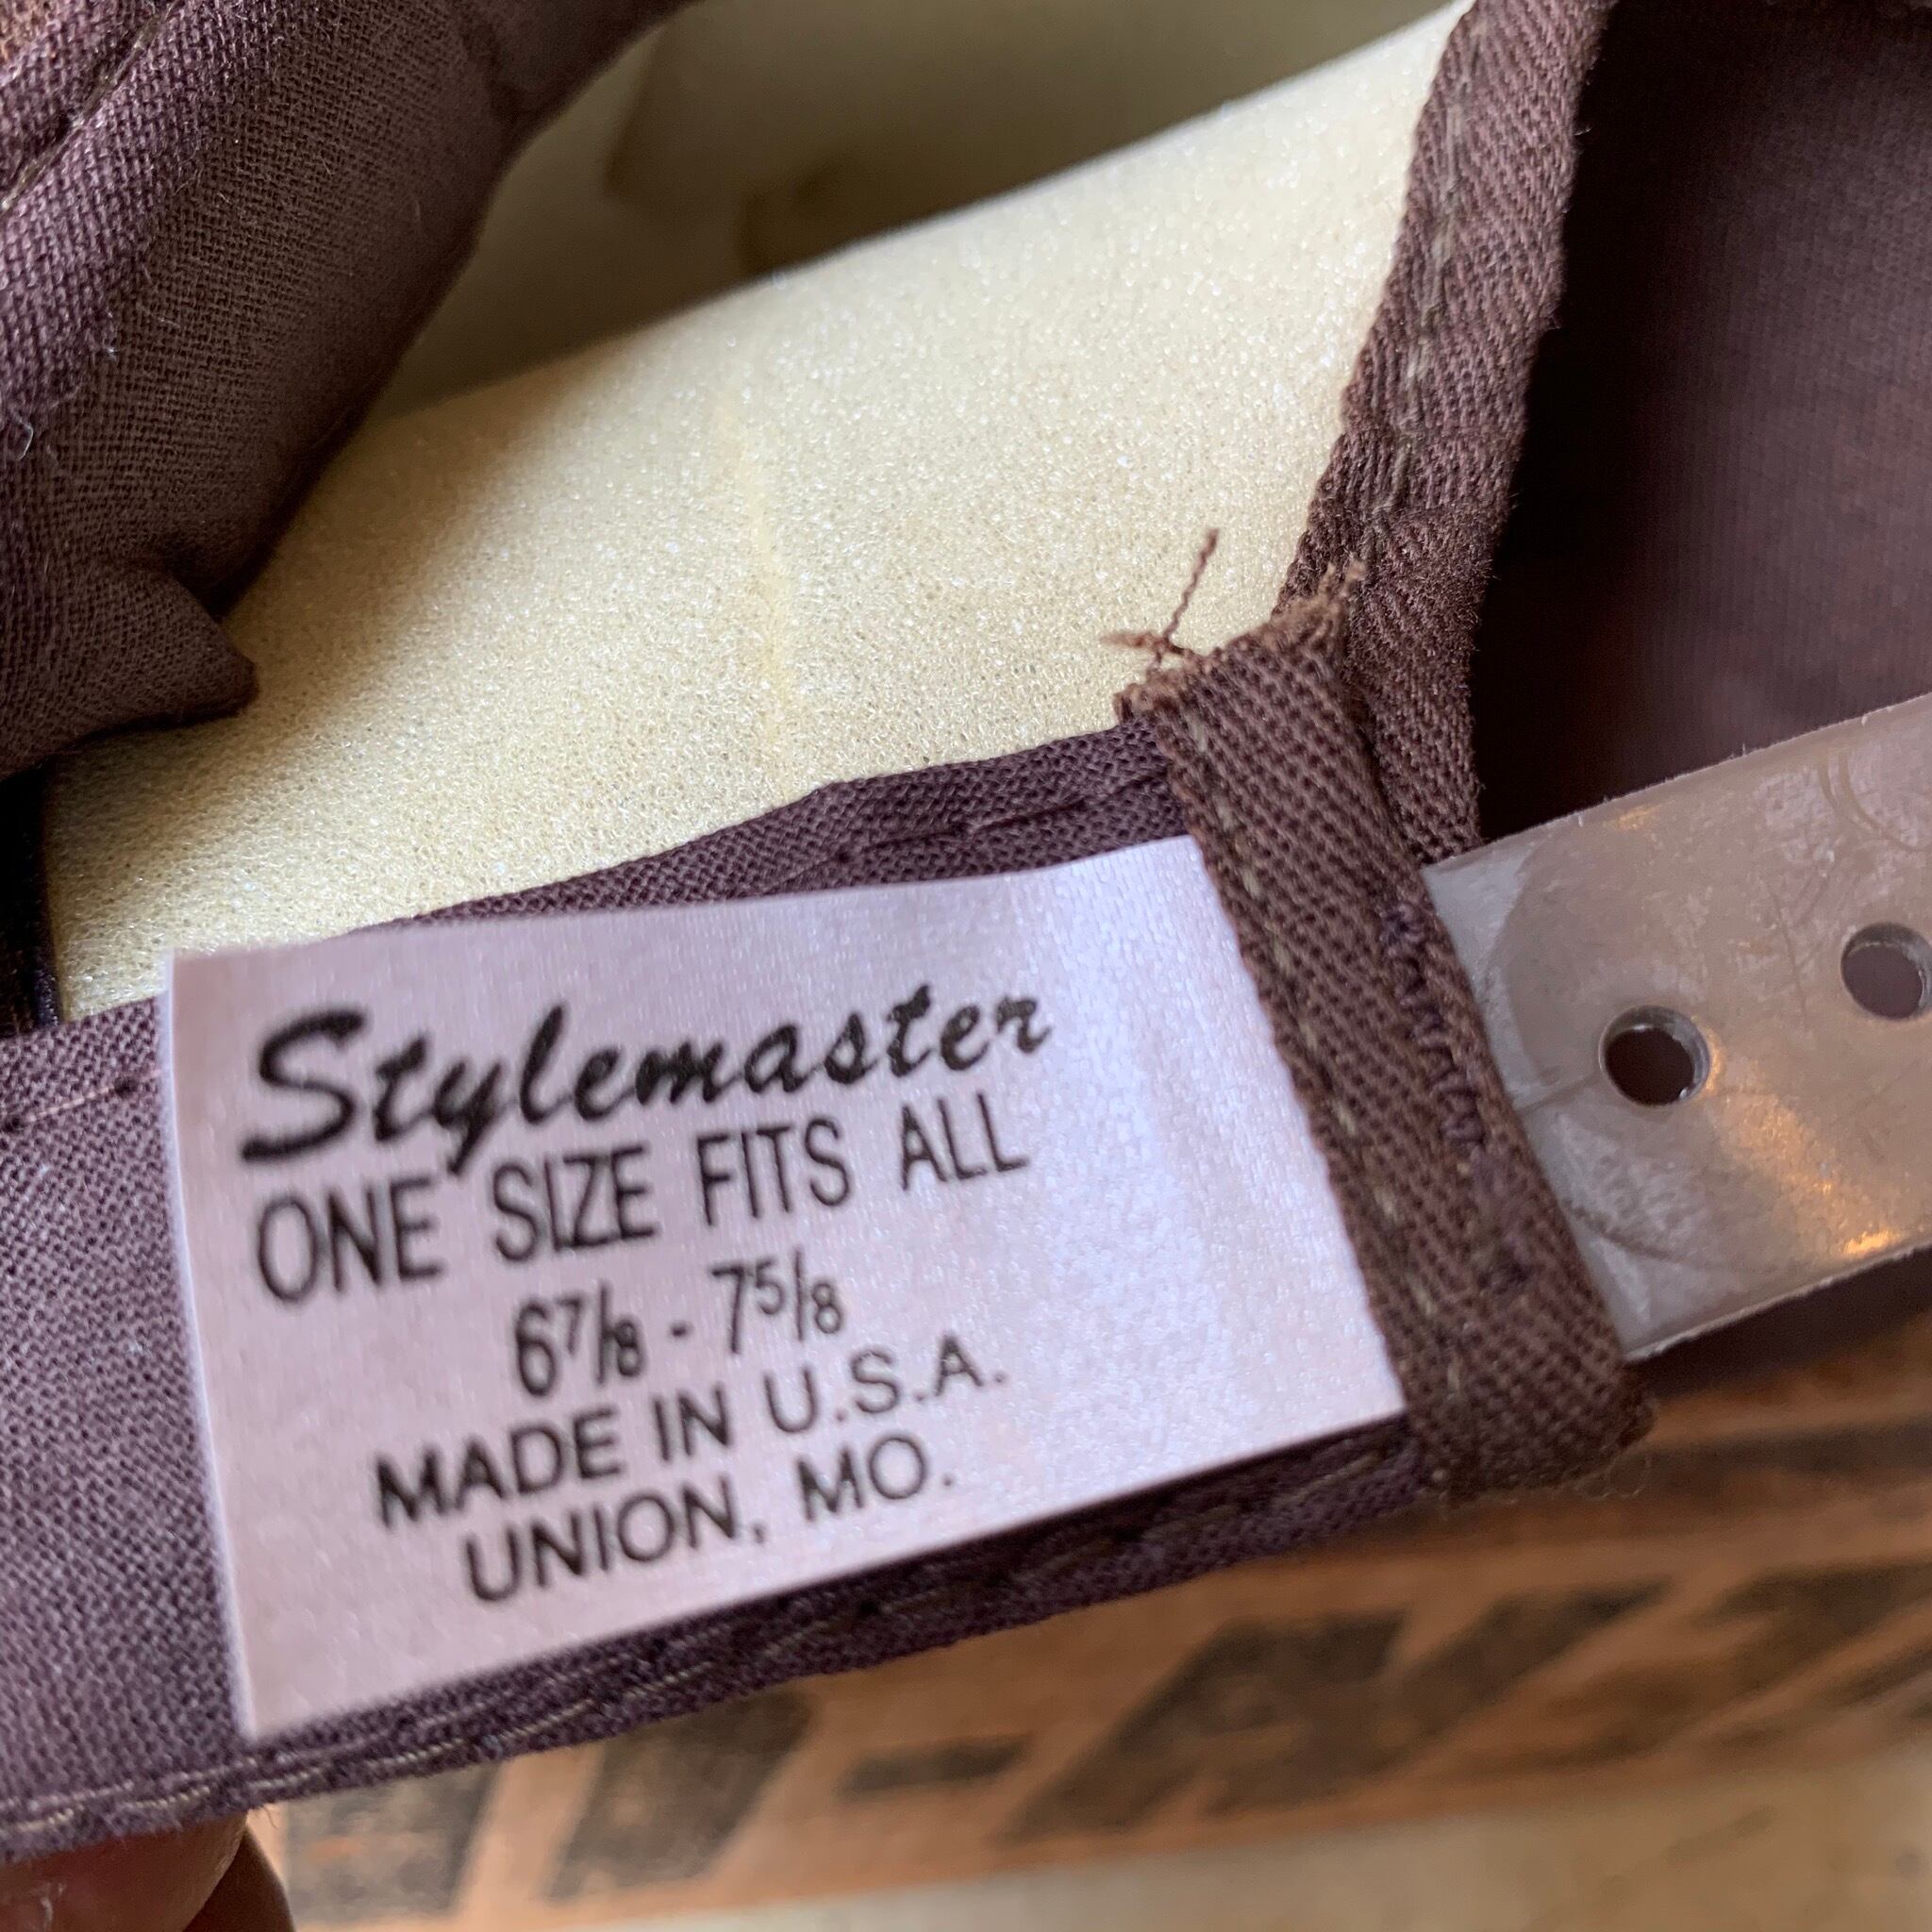 Stylemaster
ONE SIZE FITS ALL
6⅞ - 7⅝
MADE IN U.S.A.
UNION, MO.